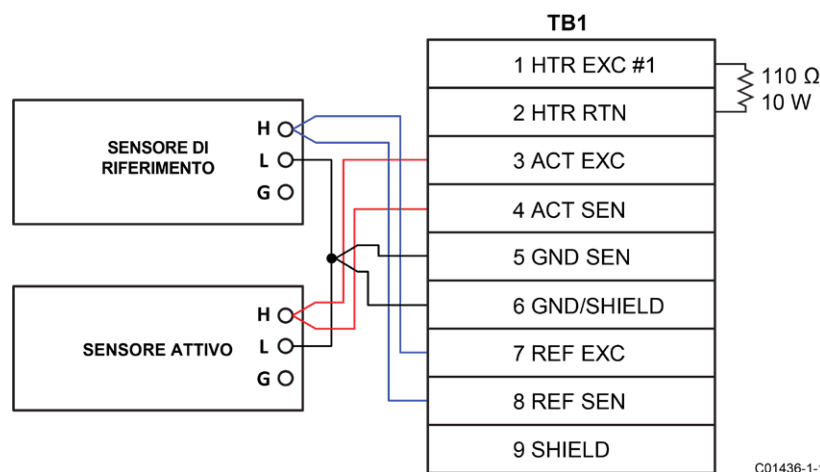 TB1
1 HTR EXC #1
110 Ω
10 W
2 HTR RTN
SENSORE DI
RIFERIMENTO
H
L
G
3 ACT EXC
4 ACT SEN
5 GND SEN
6 GND/SHIELD
SENSORE ATTIVO
H
L
G
7 REF EXC
8 REF SEN
9 SHIELD